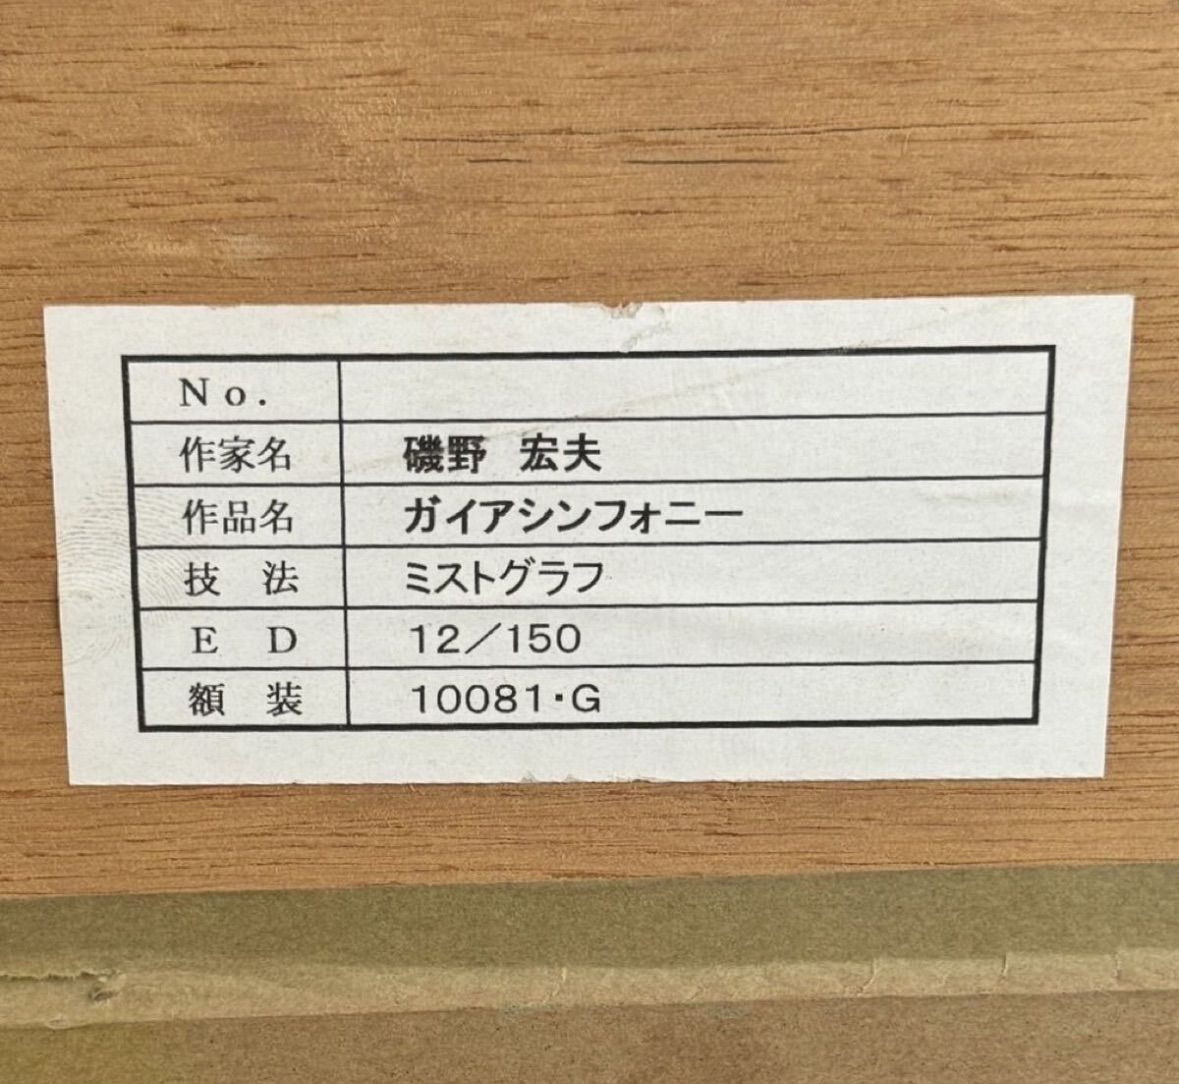 No.
作家名 磯野 宏夫
作品名 ガイアシンフォニー
技 法 ミストグラフ
E D 12/150
額 装 10081・G